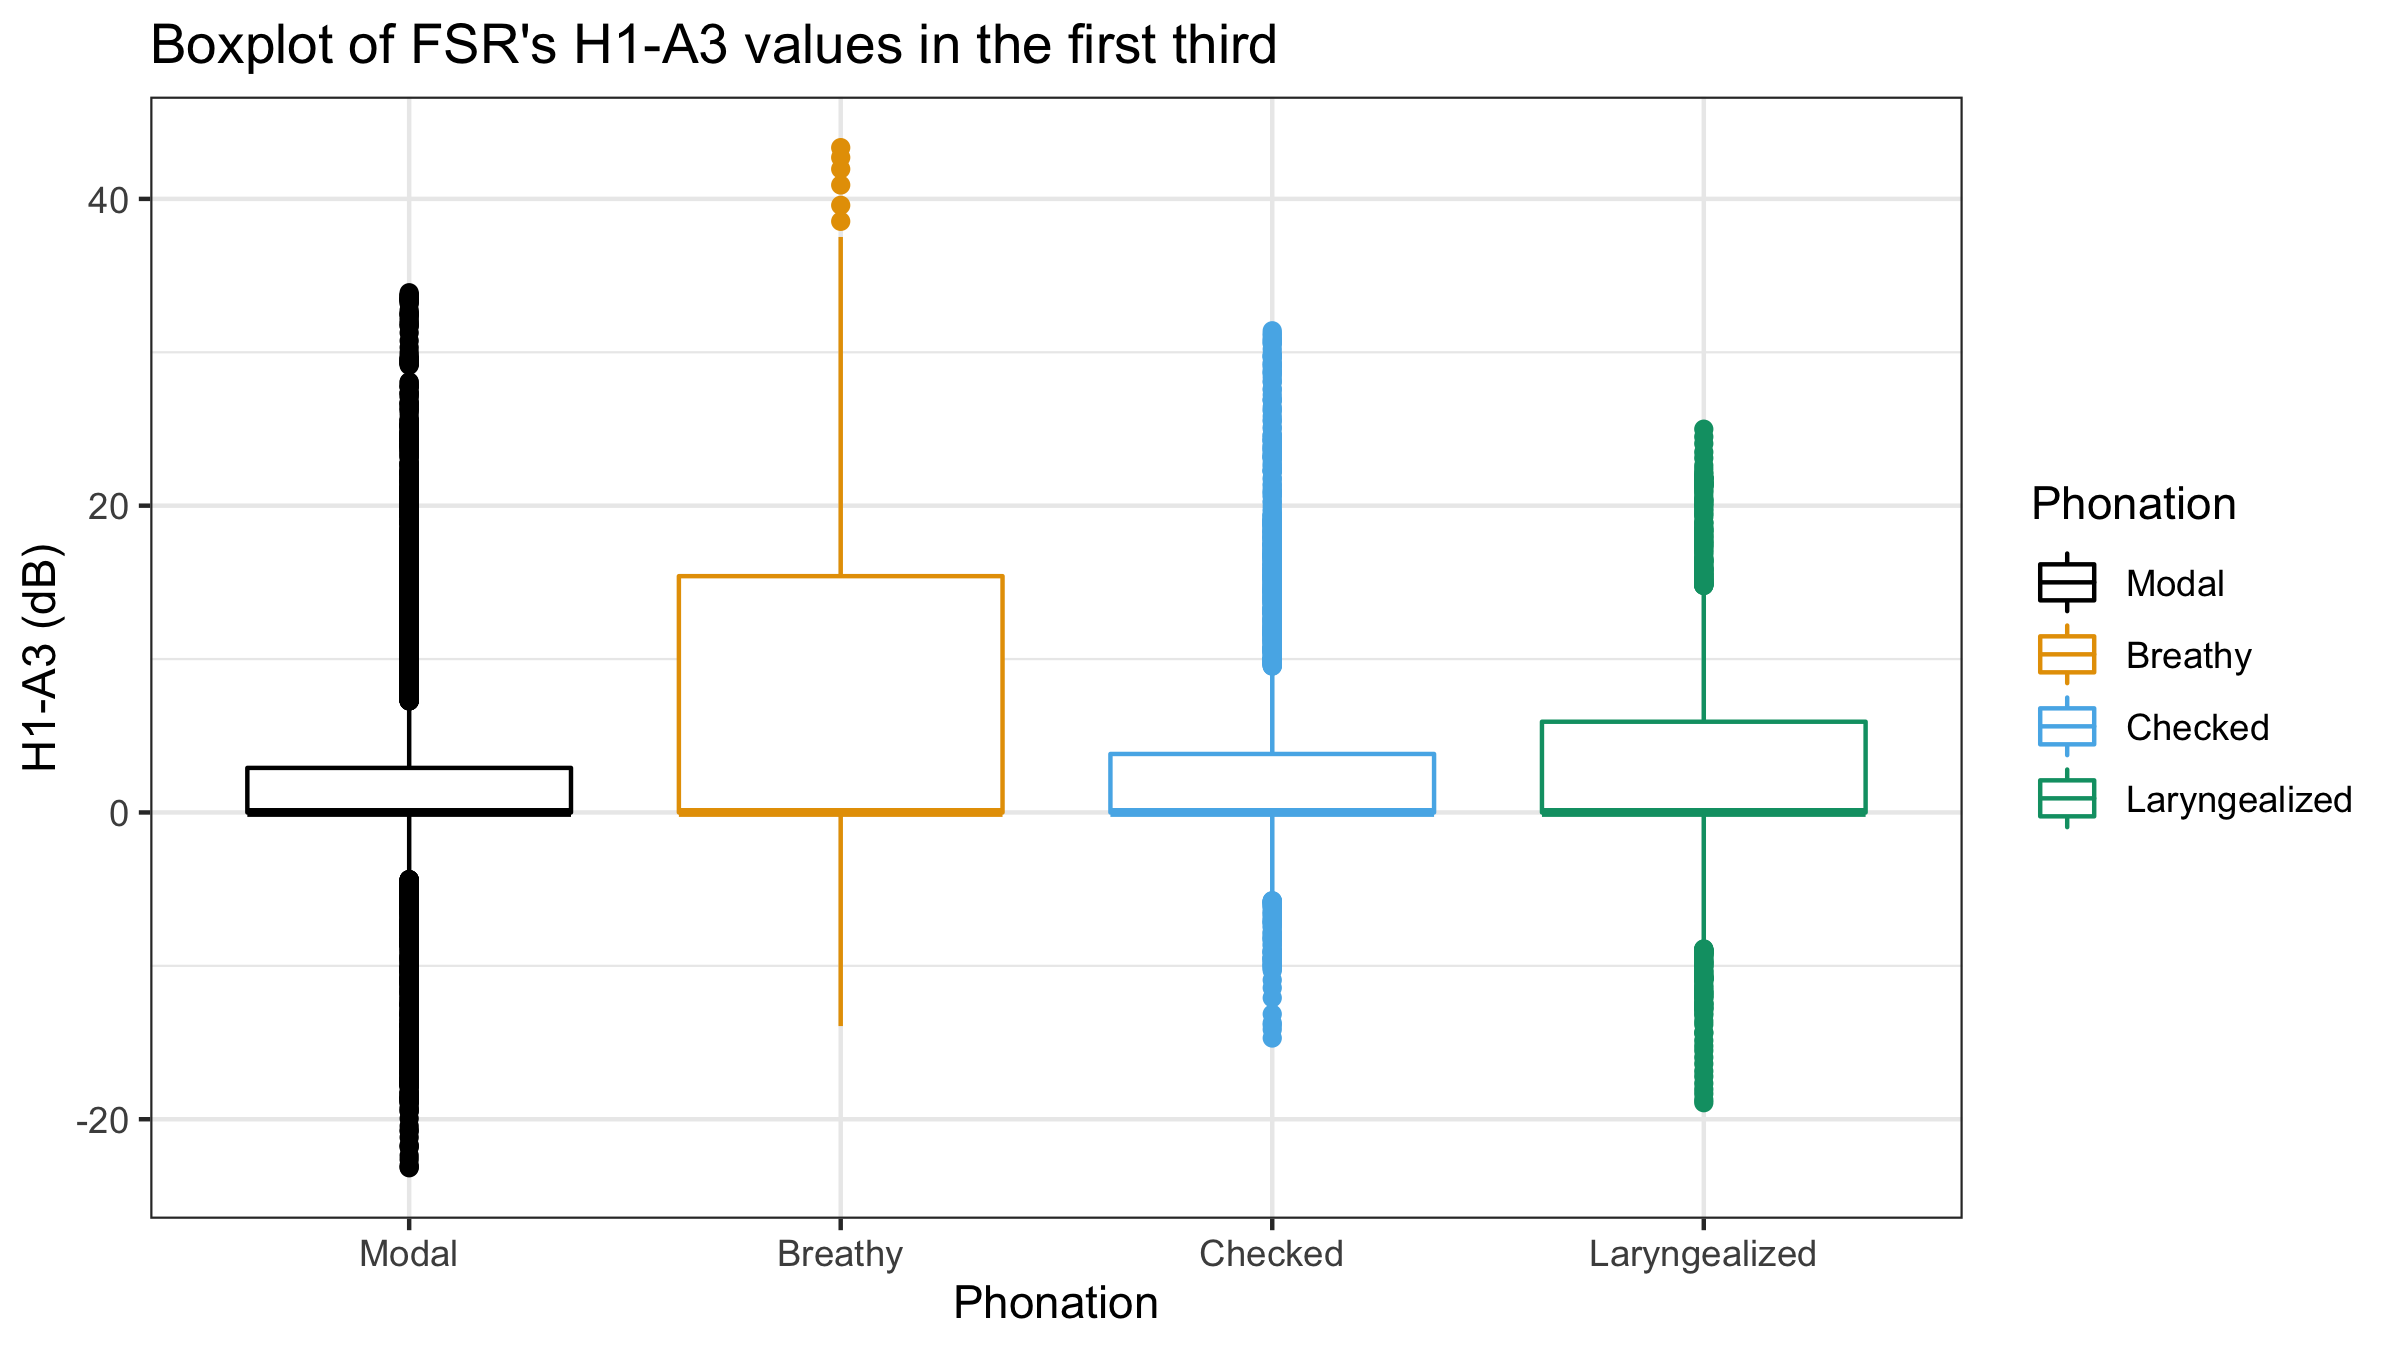 Boxplot of FSR's H1-A3 values in the first third
H1-A3 (dB)
40
20
0
-20
Modal
Breathy
Checked
Laryngealized
Phonation
Phonation
Modal
Breathy
Checked
Laryngealized